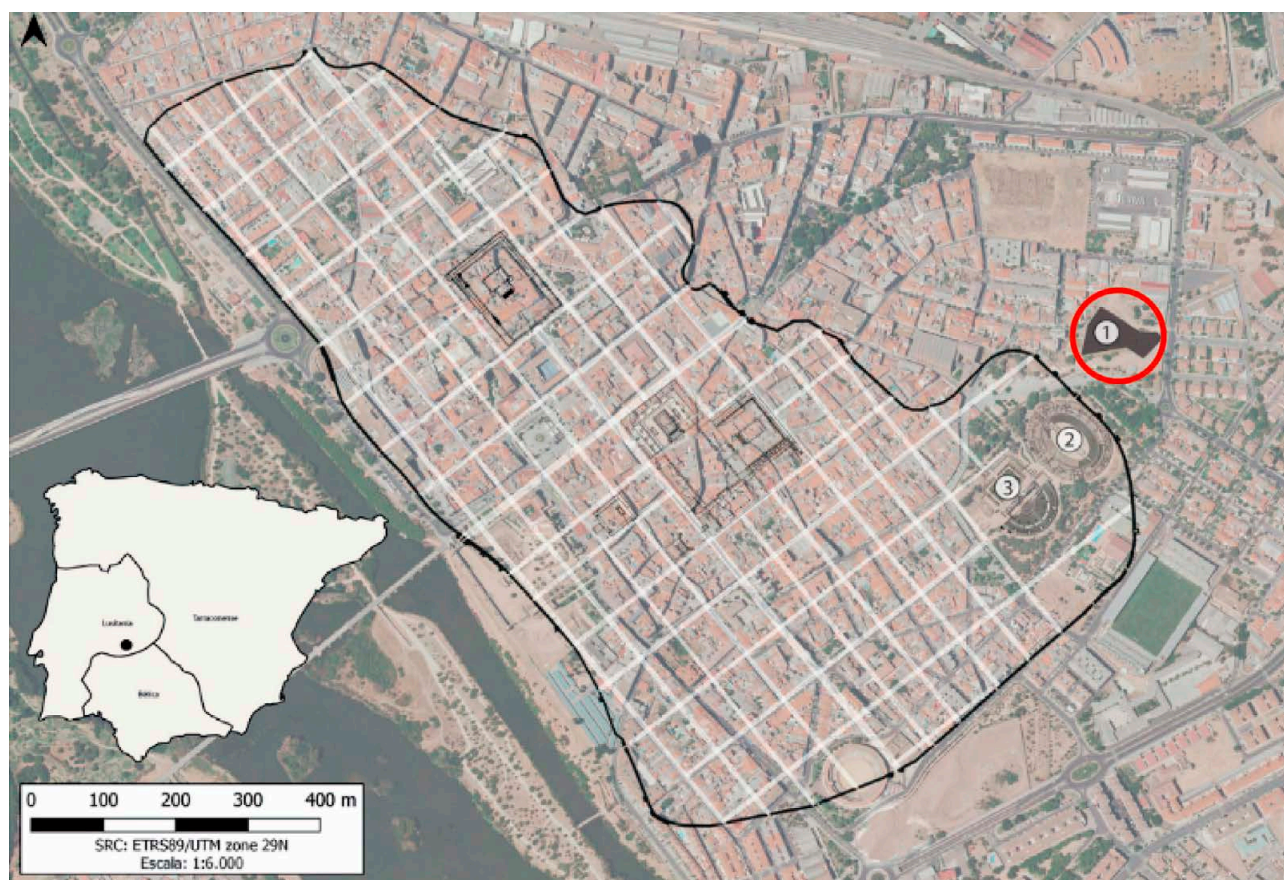 1
2
3
Lusitania
Tarraconense
Bética
0 100 200 300 400 m
SRC: ETRS89/UTM zone 29N
Escala: 1:6.000